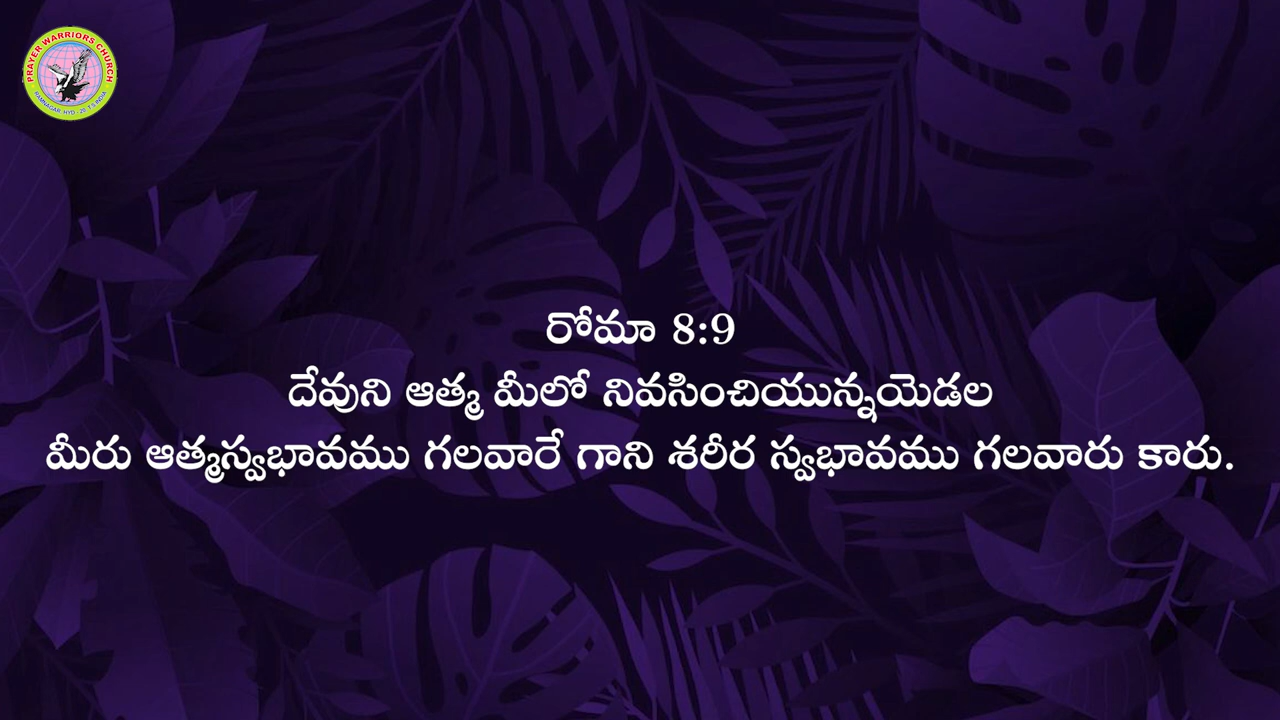 PRAYER WARRIORS CHURCH
రోమా 8:9
దేవుని ఆత్మ మీలో నివసించియున్నయెడల
మీరు ఆత్మస్వభావము గలవారే గాని శరీర స్వభావము గలవారు కారు.